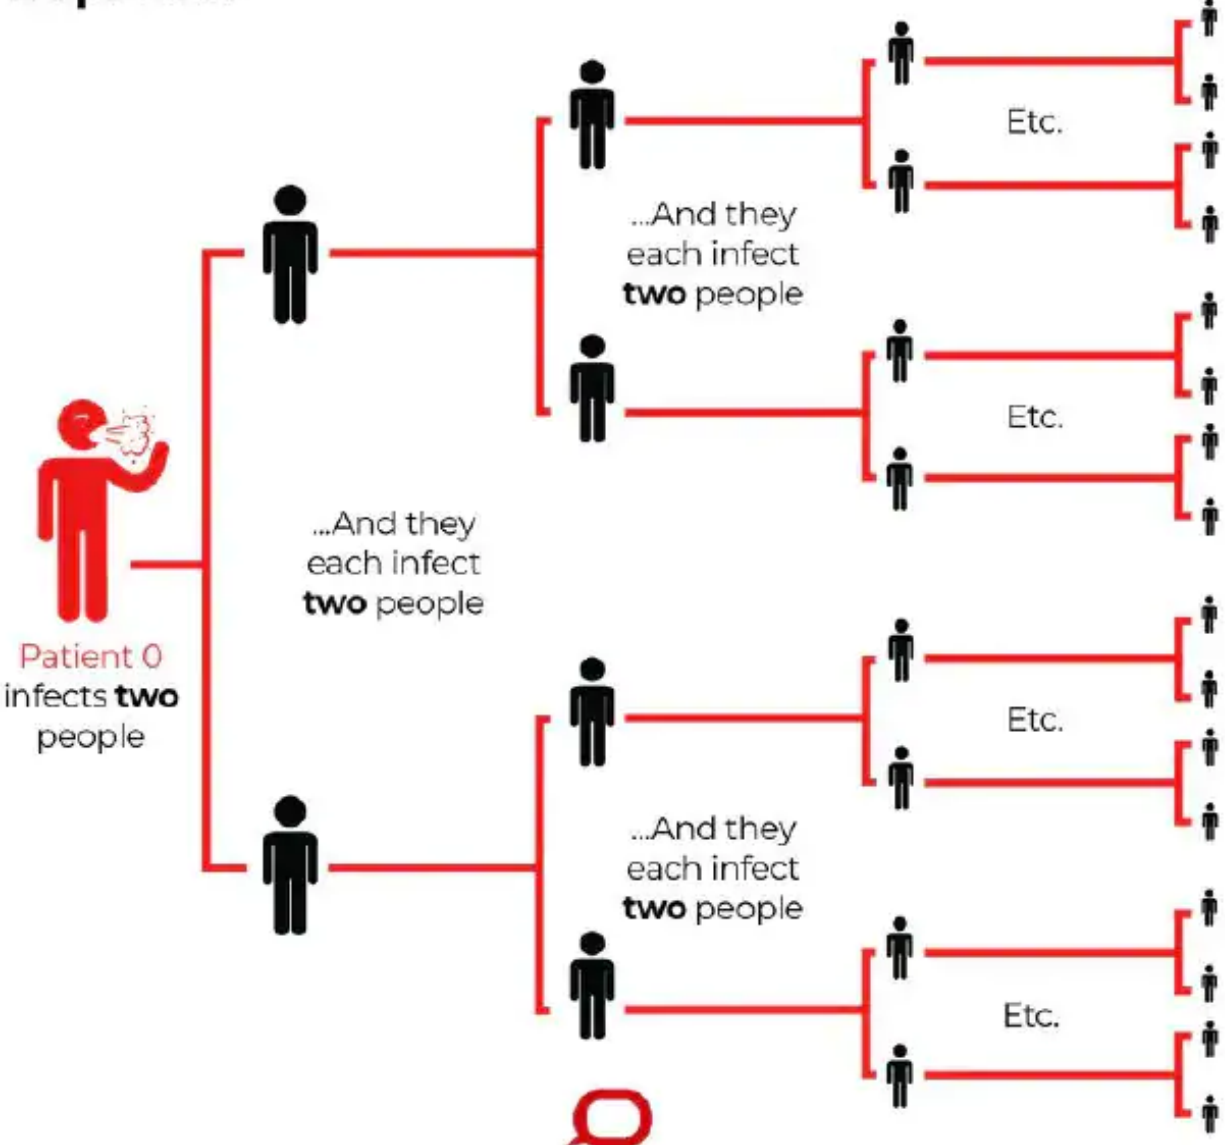 Etc.
...And they
each infect
two people
Etc.
...And they
each infect
two people
Patient 0
infects two
people
Etc.
...And they
each infect
two people
Etc.